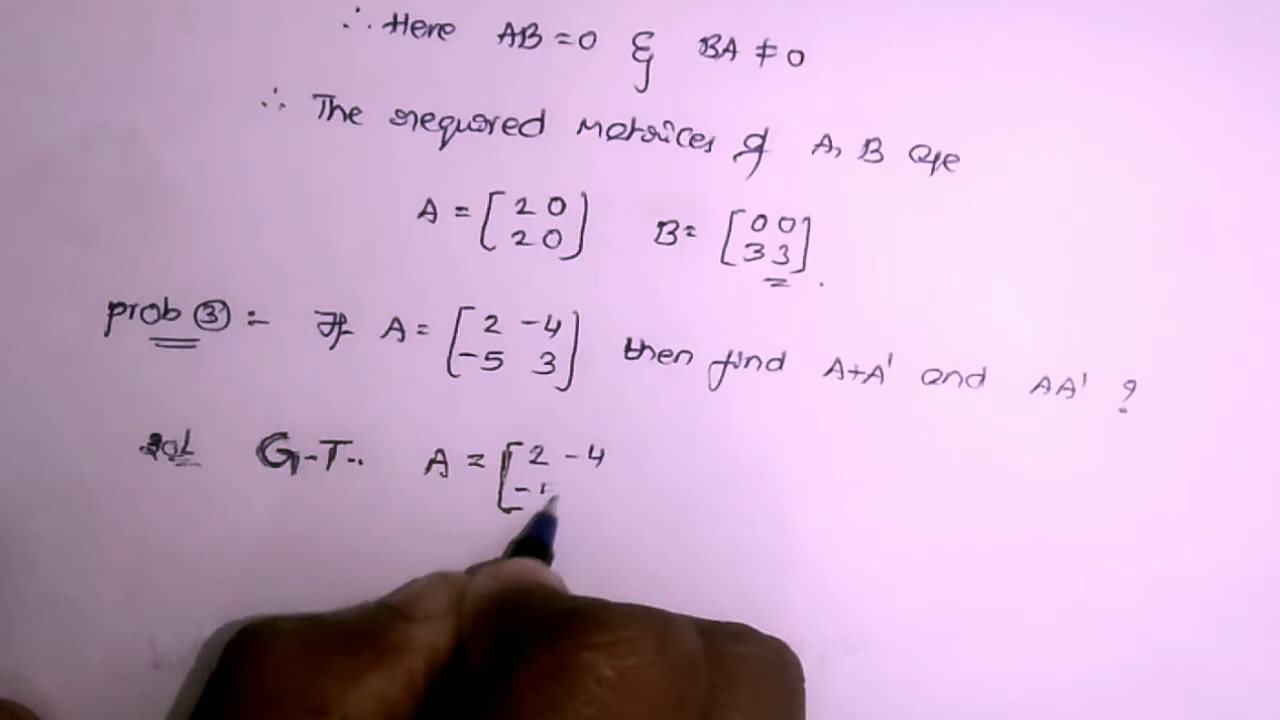 ∴ Here AB = 0 & BA ≠ 0
∴ The required Matrices of A, B are
A = [2 0
2 0] B = [0 0
3 3].
prob ③ :- If A = [2 -4
-5 3] then find A+A' and AA' ?
Sol G.T.. A = [2 -4
-